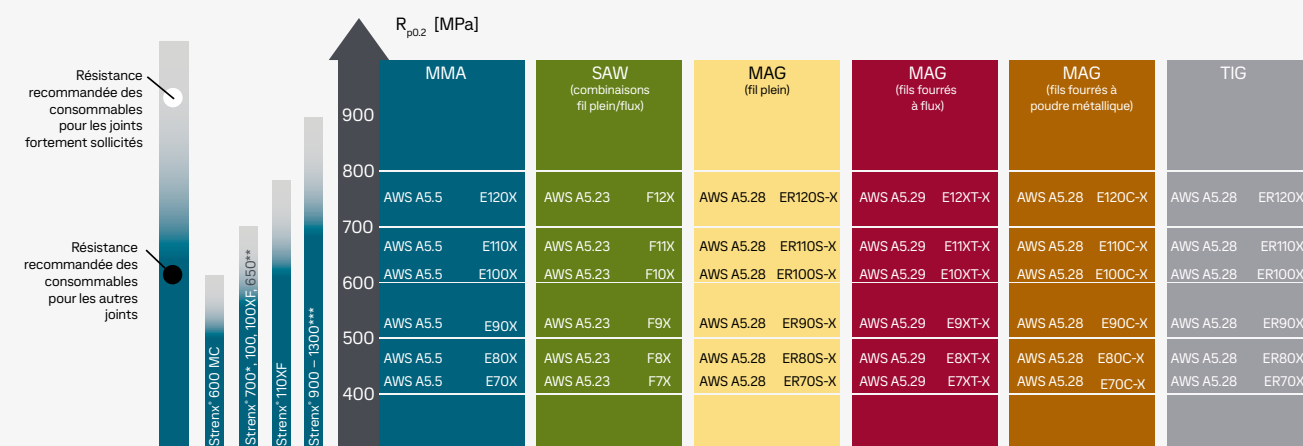 R p0.2 [MPa]
Résistance
recommandée des
consommables
pour les joints
fortement sollicités
Résistance
recommandée des
consommables
pour les autres
joints
Strenx® 600 MC
Strenx® 700*, 100, 100XF, 650**
Strenx® 110XF
Strenx® 900 – 1300***
900
800
700
600
500
400
MMA
AWS A5.5 E120X
AWS A5.5 E110X
AWS A5.5 E100X
AWS A5.5 E90X
AWS A5.5 E80X
AWS A5.5 E70X
SAW
(combinaisons
fil plein/flux)
AWS A5.23 F12X
AWS A5.23 F11X
AWS A5.23 F10X
AWS A5.23 F9X
AWS A5.23 F8X
AWS A5.23 F7X
MAG
(fil plein)
AWS A5.28 ER120S-X
AWS A5.28 ER110S-X
AWS A5.28 ER100S-X
AWS A5.28 ER90S-X
AWS A5.28 ER80S-X
AWS A5.28 ER70S-X
MAG
(fils fourrés
à flux)
AWS A5.29 E12XT-X
AWS A5.29 E11XT-X
AWS A5.29 E10XT-X
AWS A5.29 E9XT-X
AWS A5.29 E8XT-X
AWS A5.29 E7XT-X
MAG
(fils fourrés à
poudre métallique)
AWS A5.28 E120C-X
AWS A5.28 E110C-X
AWS A5.28 E100C-X
AWS A5.28 E90C-X
AWS A5.28 E80C-X
AWS A5.28 E70C-X
TIG
AWS A5.28 ER120X
AWS A5.28 ER110X
AWS A5.28 ER100X
AWS A5.28 ER90X
AWS A5.28 ER80X
AWS A5.28 ER70X